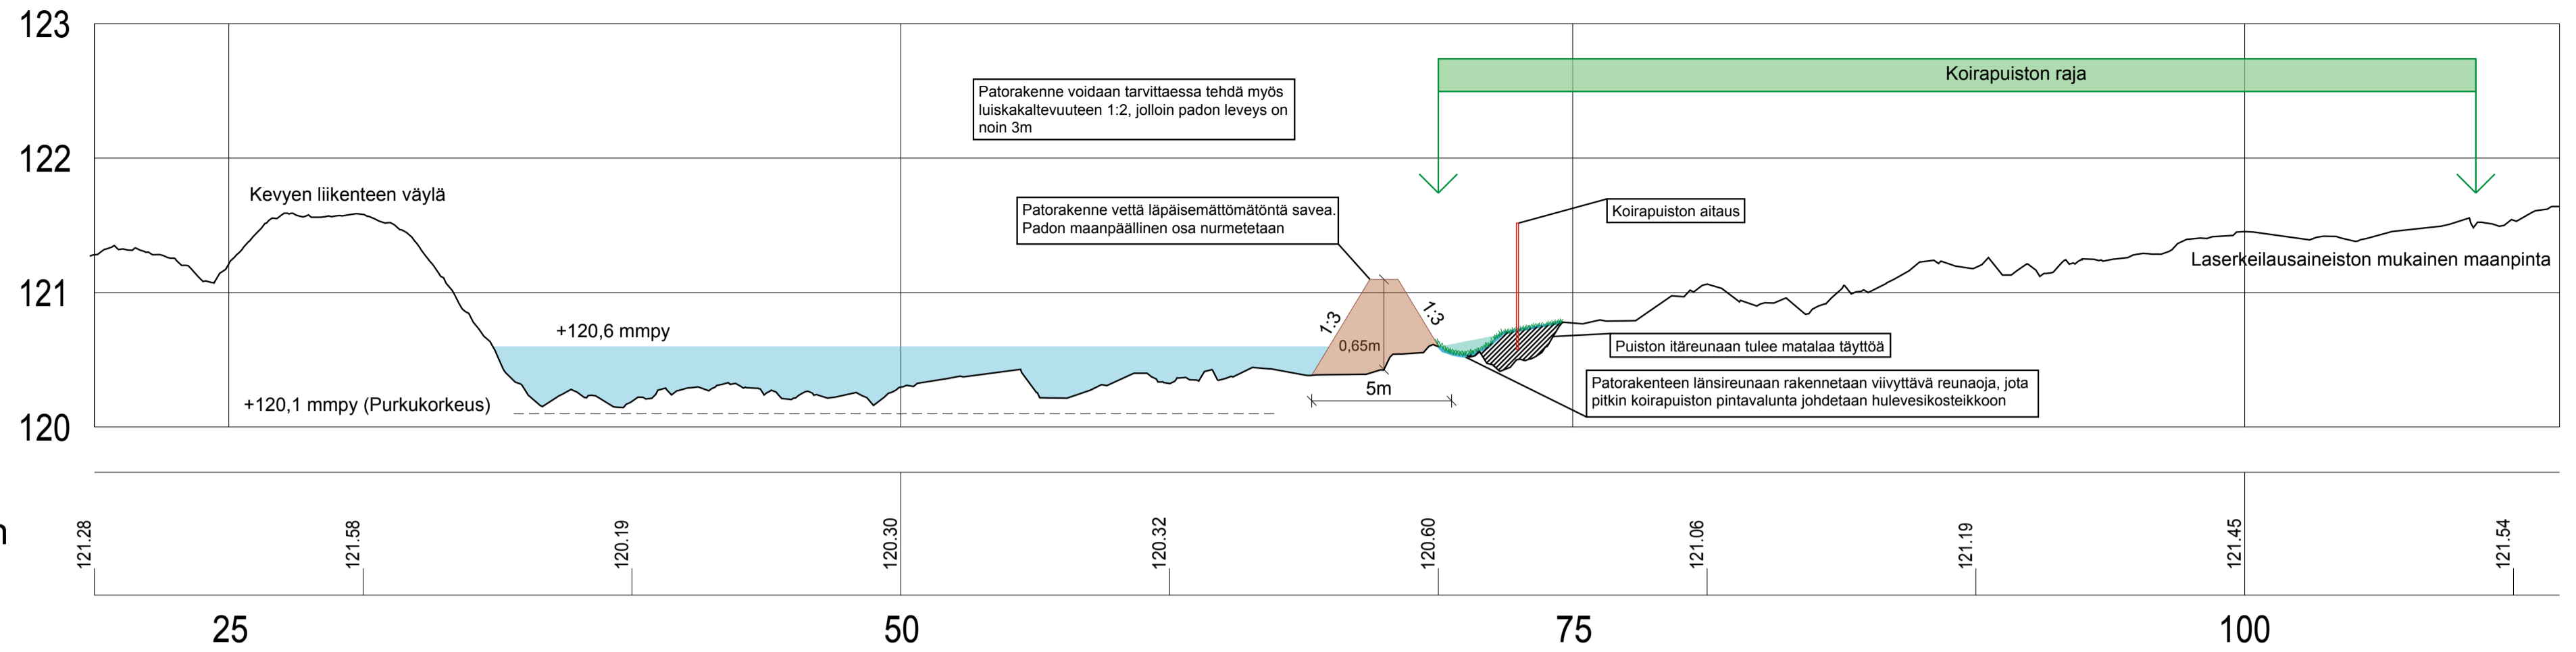 123
Koirapuiston raja
Patorakenne voidaan tarvittaessa tehdä myös
luiskakaltevuuteen 1:2, jolloin padon leveys on
noin 3m
122
Kevyen liikenteen väylä
Patorakenne vettä läpäisemättömätöntä savea.
Padon maanpäällinen osa nurmetetaan
Koirapuiston aitaus
Laserkeilausaineiston mukainen maanpinta
121
+120,6 mmpy
1:3
1:3
0,65m
Puiston itäreunaan tulee matalaa täyttöä
5m
Patorakenteen länsireunaan rakennetaan viivyttävä reunaoja, jota
pitkin koirapuiston pintavalunta johdetaan hulevesikosteikkoon
+120,1 mmpy (Purkukorkeus)
120
n
121.28
121.58
120.19
120.30
120.32
120.60
121.06
121.19
121.45
121.54
25
50
75
100